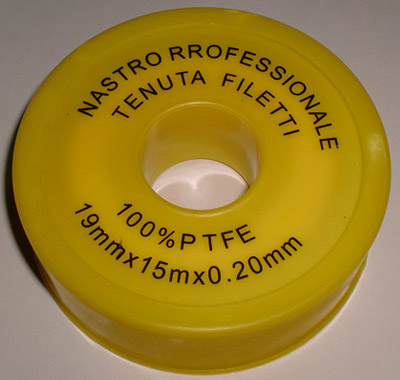 NASTRO RROFESSIONALE
TENUTA FILETTI
100%PTFE
19mmx15mx0.20mm